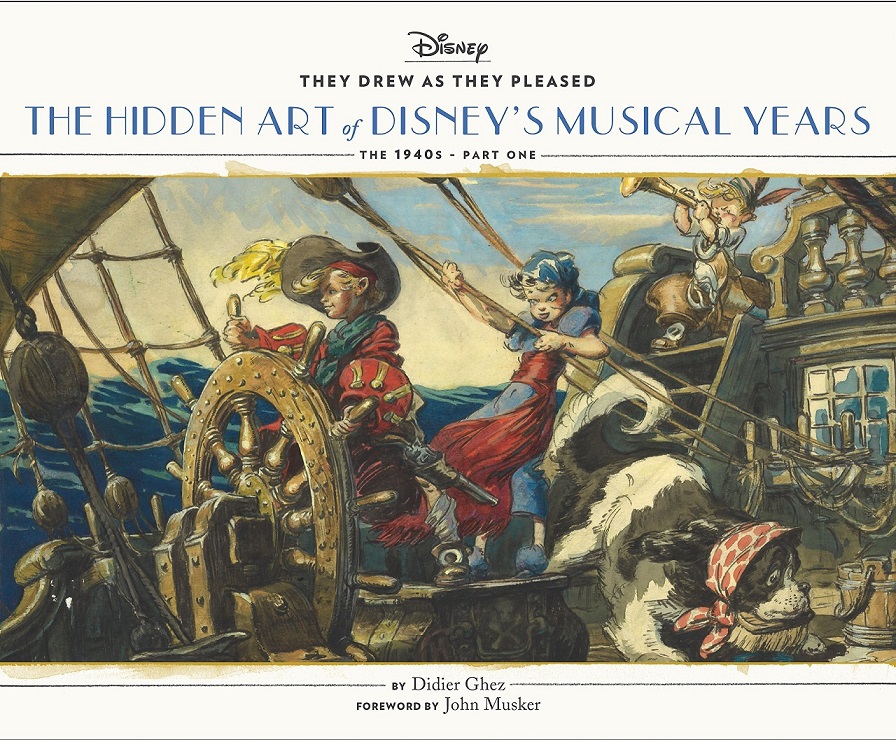 Disney
THEY DREW AS THEY PLEASED
THE HIDDEN ART of DISNEY'S MUSICAL YEARS
THE 1940s - PART ONE
BY Didier Ghez
FOREWORD BY John Musker